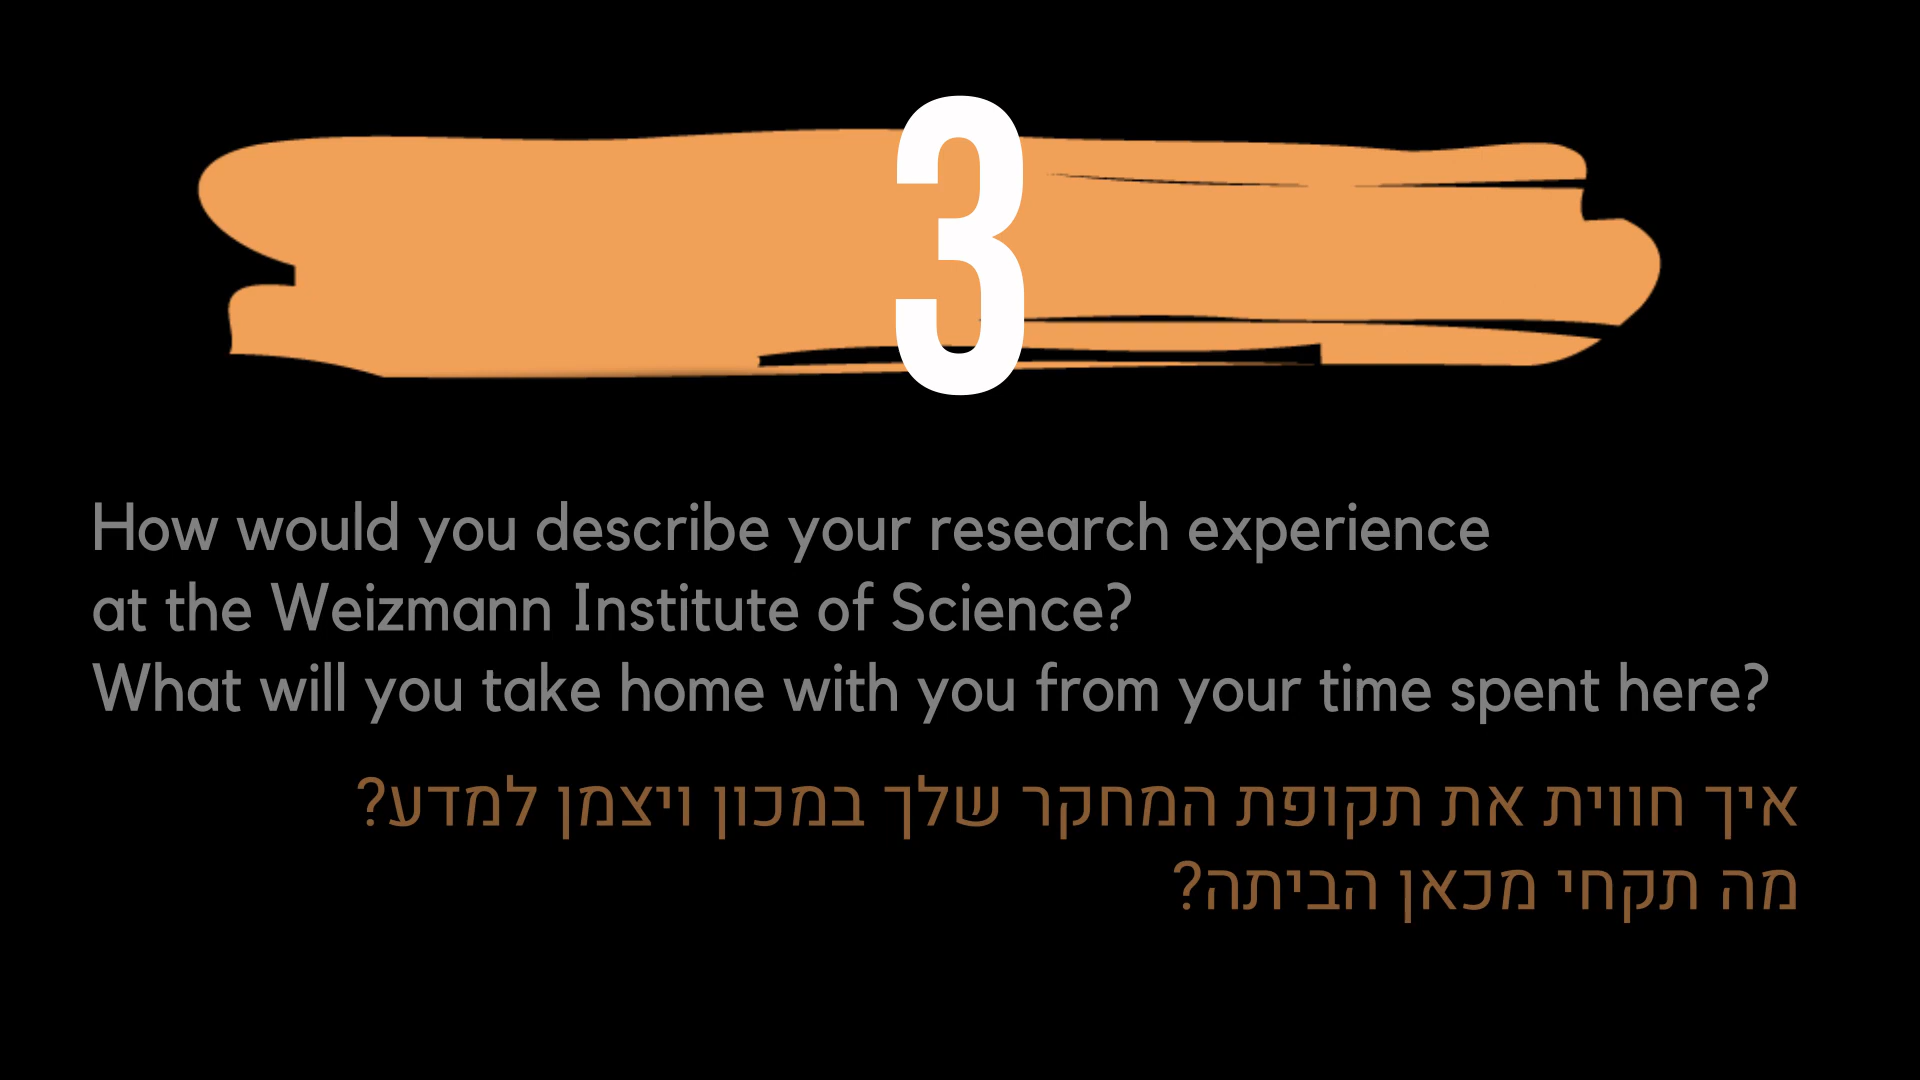 3
How would you describe your research experience
at the Weizmann Institute of Science?
What will you take home with you from your time spent here?
איך חווית את תקופת המחקר שלך במכון ויצמן למדע?
מה תקחי מכאן הביתה?